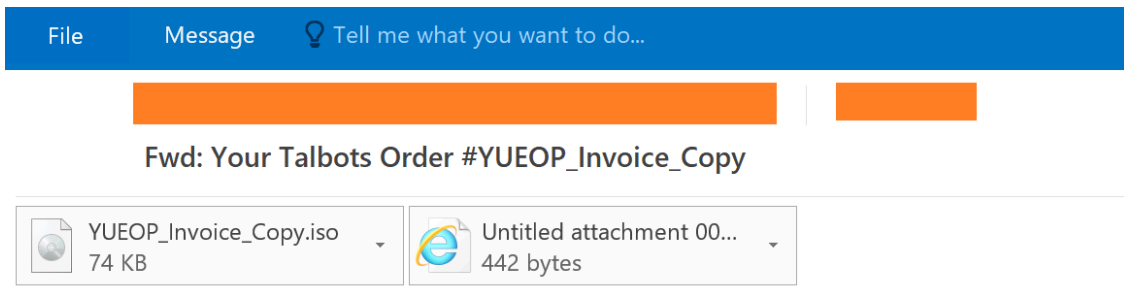 File Message Tell me what you want to do...
Fwd: Your Talbots Order #YUEOP_Invoice_Copy
YUEOP_Invoice_Copy.iso
74 KB
Untitled attachment 00...
442 bytes